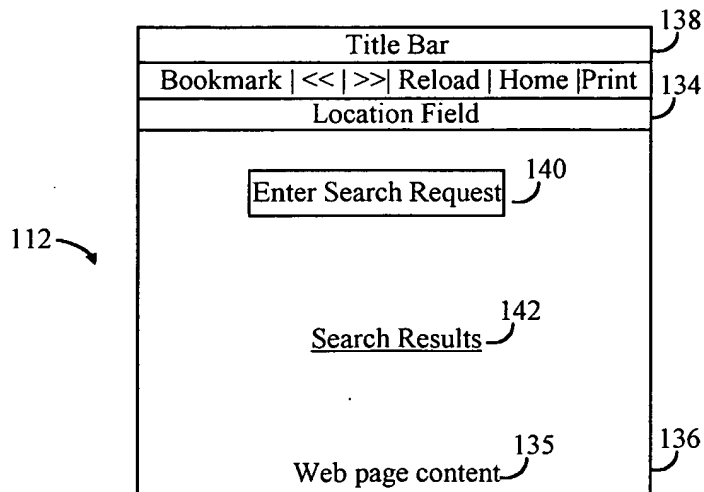 138
Title Bar
Bookmark | << | >>| Reload | Home |Print
134
Location Field
Enter Search Request
140
112
Search Results
142
Web page content
135
136